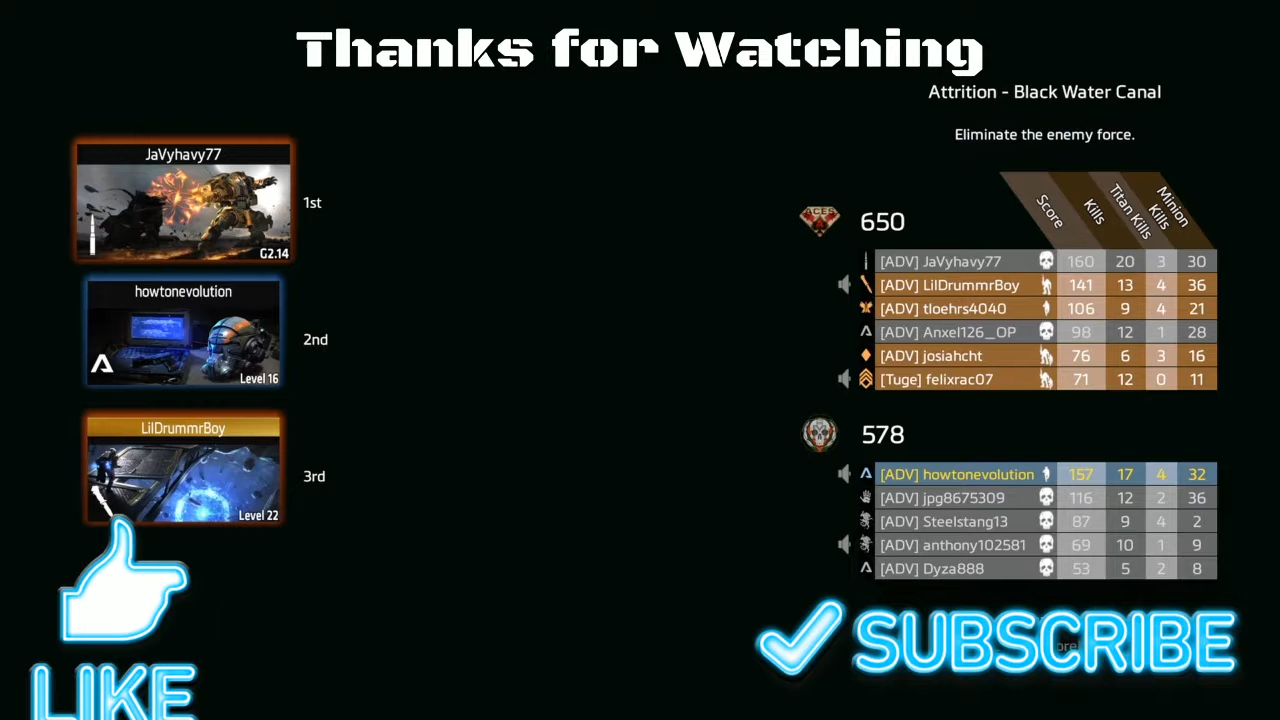 Thanks for Watching
Attrition - Black Water Canal
Eliminate the enemy force.
JaVyhavy77
G2.14
1st
howtonevolution
Level 16
2nd
LilDrummrBoy
Level 22
3rd
Score Kills Titan Kills Minion Kills
ACES 650
[ADV] JaVyhavy77 160 20 3 30
[ADV] LilDrummrBoy 141 13 4 36
[ADV] tloehrs4040 106 9 4 21
[ADV] Anxel126_OP 98 12 1 28
[ADV] josiahcht 76 6 3 16
[Tuge] felixrac07 71 12 0 11
578
[ADV] howtonevolution 157 17 4 32
[ADV] jpg8675309 116 12 2 36
[ADV] Steelstang13 87 9 4 2
[ADV] anthony102581 69 10 1 9
[ADV] Dyza888 53 5 2 8
LIKE
SUBSCRIBE